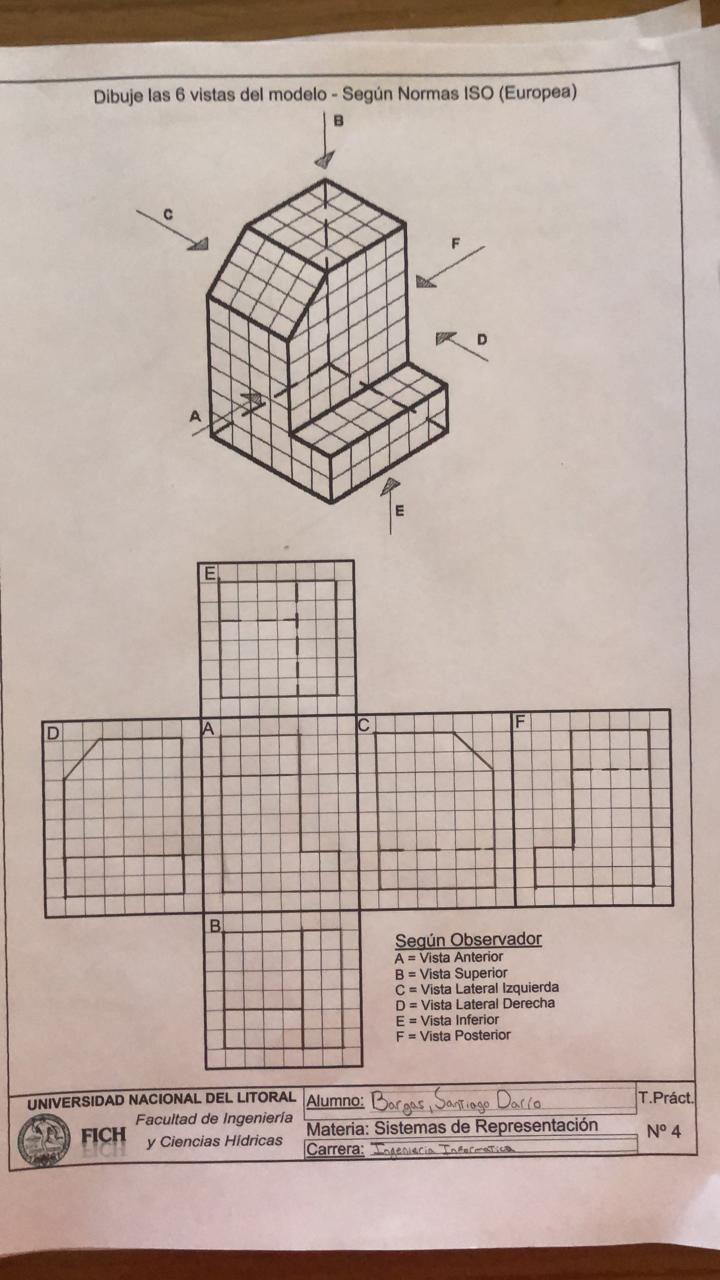 Dibuje las 6 vistas del modelo - Según Normas ISO (Europea)
B
C
F
D
A
E
E
D
A
C
F
B
Según Observador
A = Vista Anterior
B = Vista Superior
C = Vista Lateral Izquierda
D = Vista Lateral Derecha
E = Vista Inferior
F = Vista Posterior
UNIVERSIDAD NACIONAL DEL LITORAL
FICH
Facultad de Ingeniería
y Ciencias Hídricas
Alumno: Borgas, Santiago Darío
Materia: Sistemas de Representación
Carrera: Ingenieria Informatica
T.Práct.
Nº 4